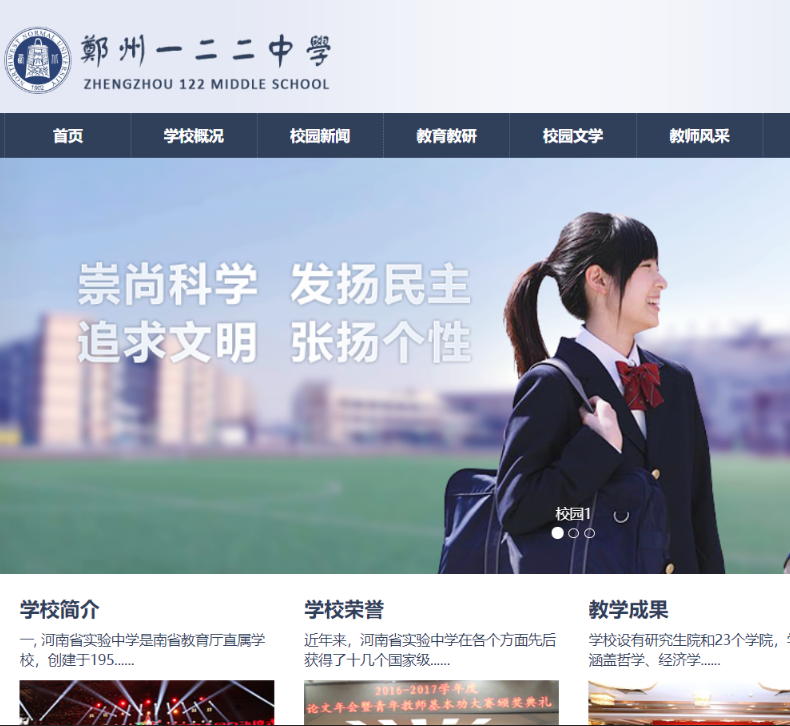 NORTHWEST NORMAL UNIVERSITY
1902
鄭州一二二中學
ZHENGZHOU 122 MIDDLE SCHOOL
首页 学校概况 校园新闻 教育教研 校园文学 教师风采
崇尚科学 发扬民主
追求文明 张扬个性
校园1
学校简介 学校荣誉 教学成果
一, 河南省实验中学是南省教育厅直属学
校，创建于195......
近年来，河南省实验中学在各个方面先后
获得了十几个国家级......
学校设有研究生院和23个学院，
涵盖哲学、经济学......
2016-2017学年度
论文年会暨青年教师基本功大赛颁奖典礼